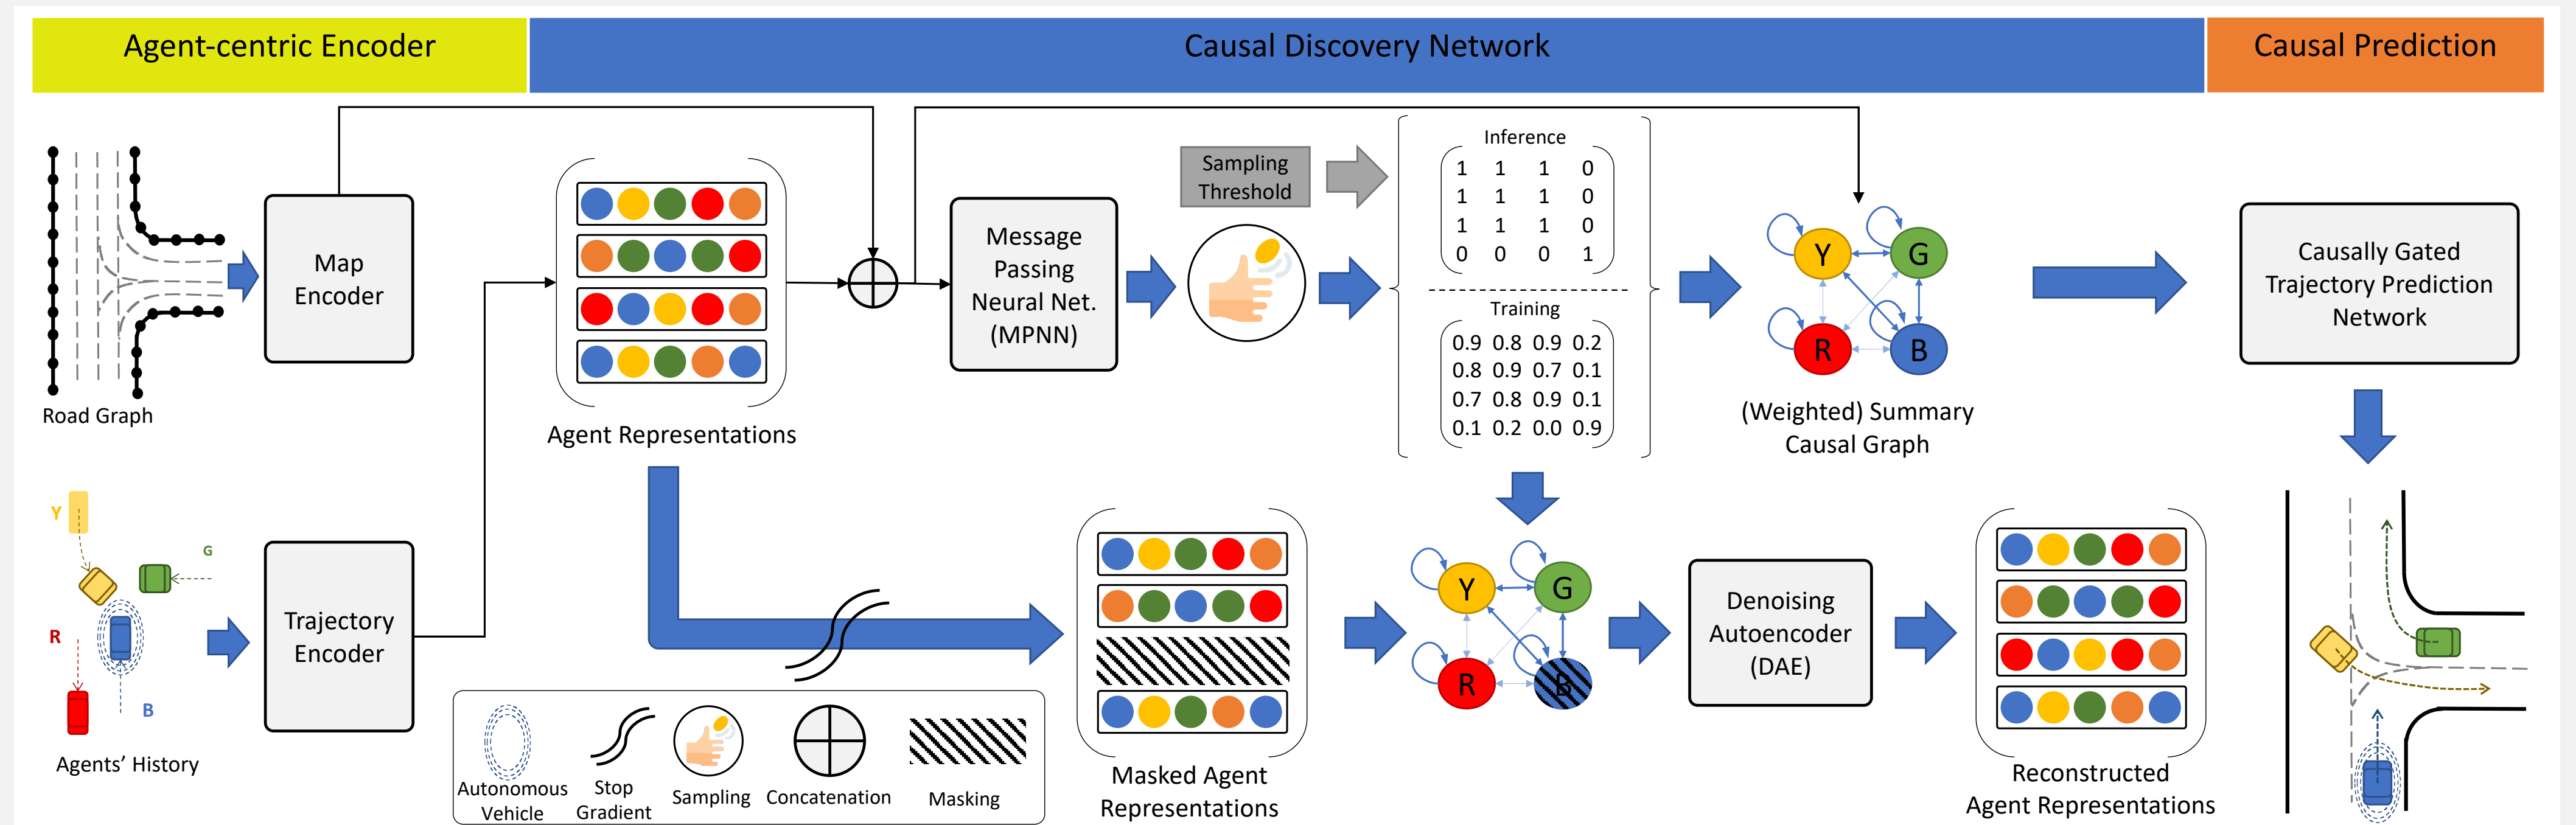 Agent-centric Encoder
Causal Discovery Network
Causal Prediction
Road Graph
Map
Encoder
Y
G
R
B
Agents' History
Trajectory
Encoder
Agent Representations
Message
Passing
Neural Net.
(MPNN)
Sampling
Threshold
Inference
1 1 1 0
1 1 1 0
1 1 1 0
0 0 0 1
Training
0.9 0.8 0.9 0.2
0.8 0.9 0.7 0.1
0.7 0.8 0.9 0.1
0.1 0.2 0.0 0.9
Y G
R B
(Weighted) Summary
Causal Graph
Causally Gated
Trajectory Prediction
Network
Autonomous
Vehicle
Stop
Gradient
Sampling
Concatenation
Masking
Masked Agent
Representations
Y G
R B
Denoising
Autoencoder
(DAE)
Reconstructed
Agent Representations